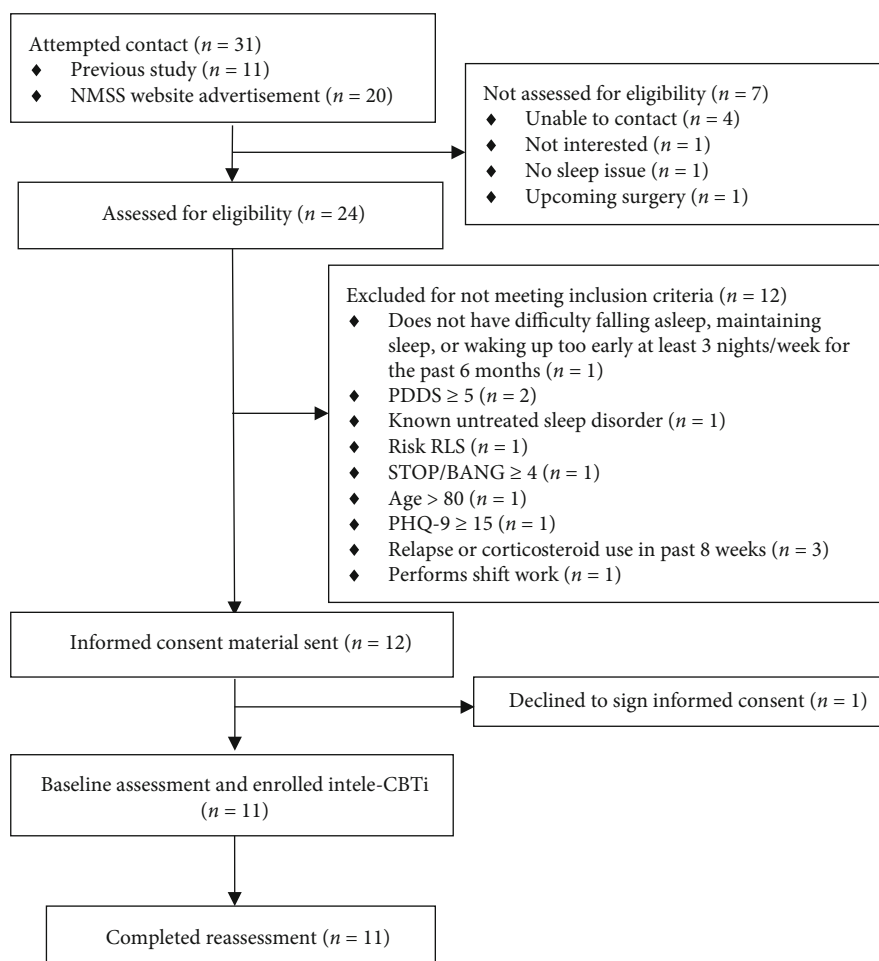 Attempted contact (n = 31)
♦ Previous study (n = 11)
♦ NMSS website advertisement (n = 20)
Not assessed for eligibility (n = 7)
♦ Unable to contact (n = 4)
♦ Not interested (n = 1)
♦ No sleep issue (n = 1)
♦ Upcoming surgery (n = 1)
Assessed for eligibility (n = 24)
Excluded for not meeting inclusion criteria (n = 12)
♦ Does not have difficulty falling asleep, maintaining
sleep, or waking up too early at least 3 nights/week for
the past 6 months (n = 1)
♦ PDDS ≥ 5 (n = 2)
♦ Known untreated sleep disorder (n = 1)
♦ Risk RLS (n = 1)
♦ STOP/BANG ≥ 4 (n = 1)
♦ Age > 80 (n = 1)
♦ PHQ-9 ≥ 15 (n = 1)
♦ Relapse or corticosteroid use in past 8 weeks (n = 3)
♦ Performs shift work (n = 1)
Informed consent material sent (n = 12)
Declined to sign informed consent (n = 1)
Baseline assessment and enrolled intele-CBTi
(n = 11)
Completed reassessment (n = 11)